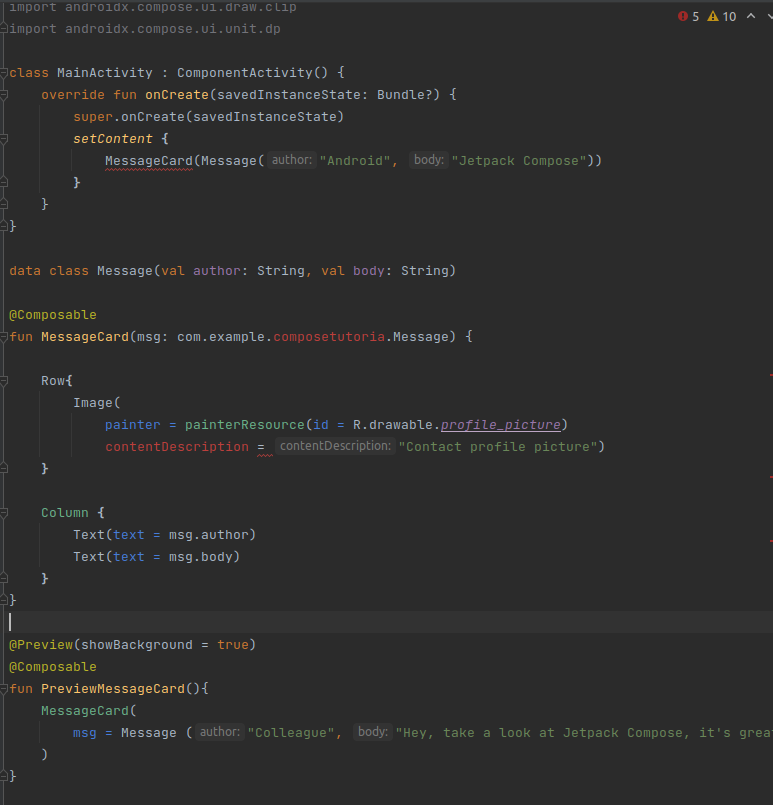 import androidx.compose.ui.draw.clip
5 10
import androidx.compose.ui.unit.dp
class MainActivity : ComponentActivity() {
override fun onCreate(savedInstanceState: Bundle?) {
super.onCreate(savedInstanceState)
setContent {
MessageCard(Message( author: "Android", body: "Jetpack Compose"))
}
}
}
data class Message(val author: String, val body: String)
@Composable
fun MessageCard(msg: com.example.composetutoria.Message) {
Row{
Image(
painter = painterResource(id = R.drawable.profile_picture)
contentDescription = contentDescription: "Contact profile picture")
}
Column {
Text(text = msg.author)
Text(text = msg.body)
}
}
@Preview(showBackground = true)
@Composable
fun PreviewMessageCard(){
MessageCard(
msg = Message ( author: "Colleague", body: "Hey, take a look at Jetpack Compose, it's grea
)
}